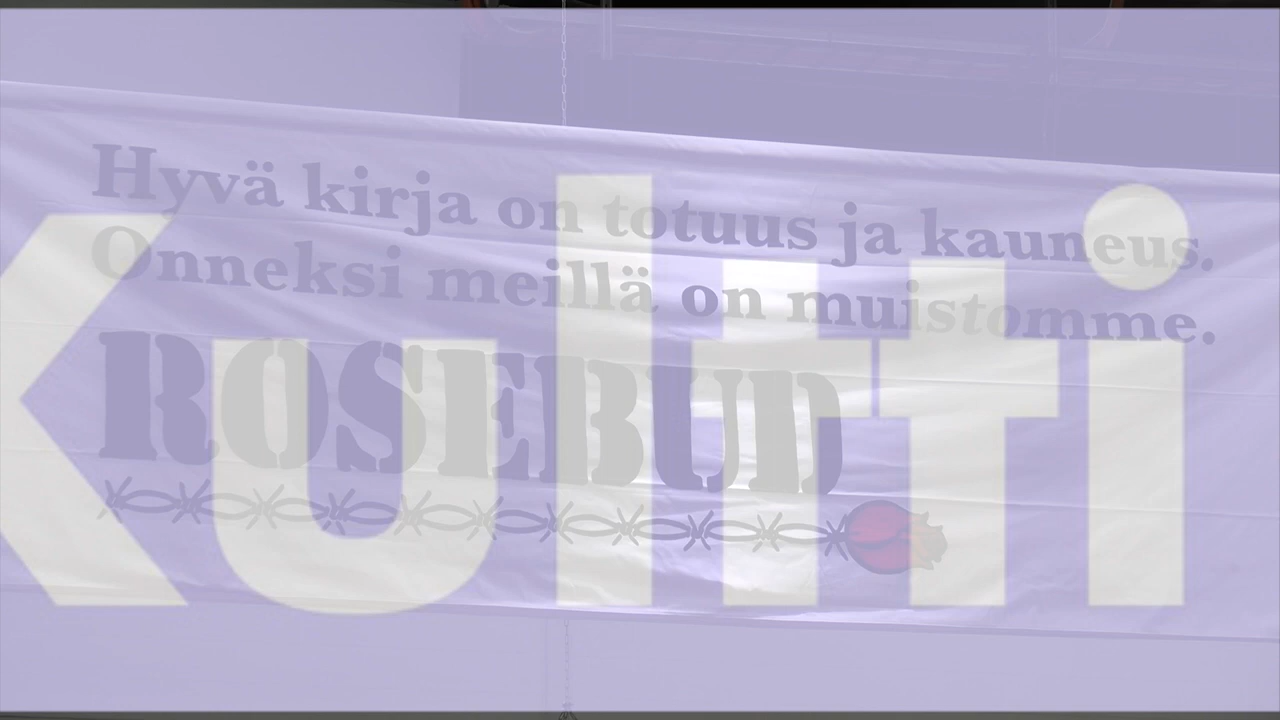 Hyvä kirja on totuus ja kauneus.
Onneksi meillä on muistomme.
ROSEBUD
Kultti